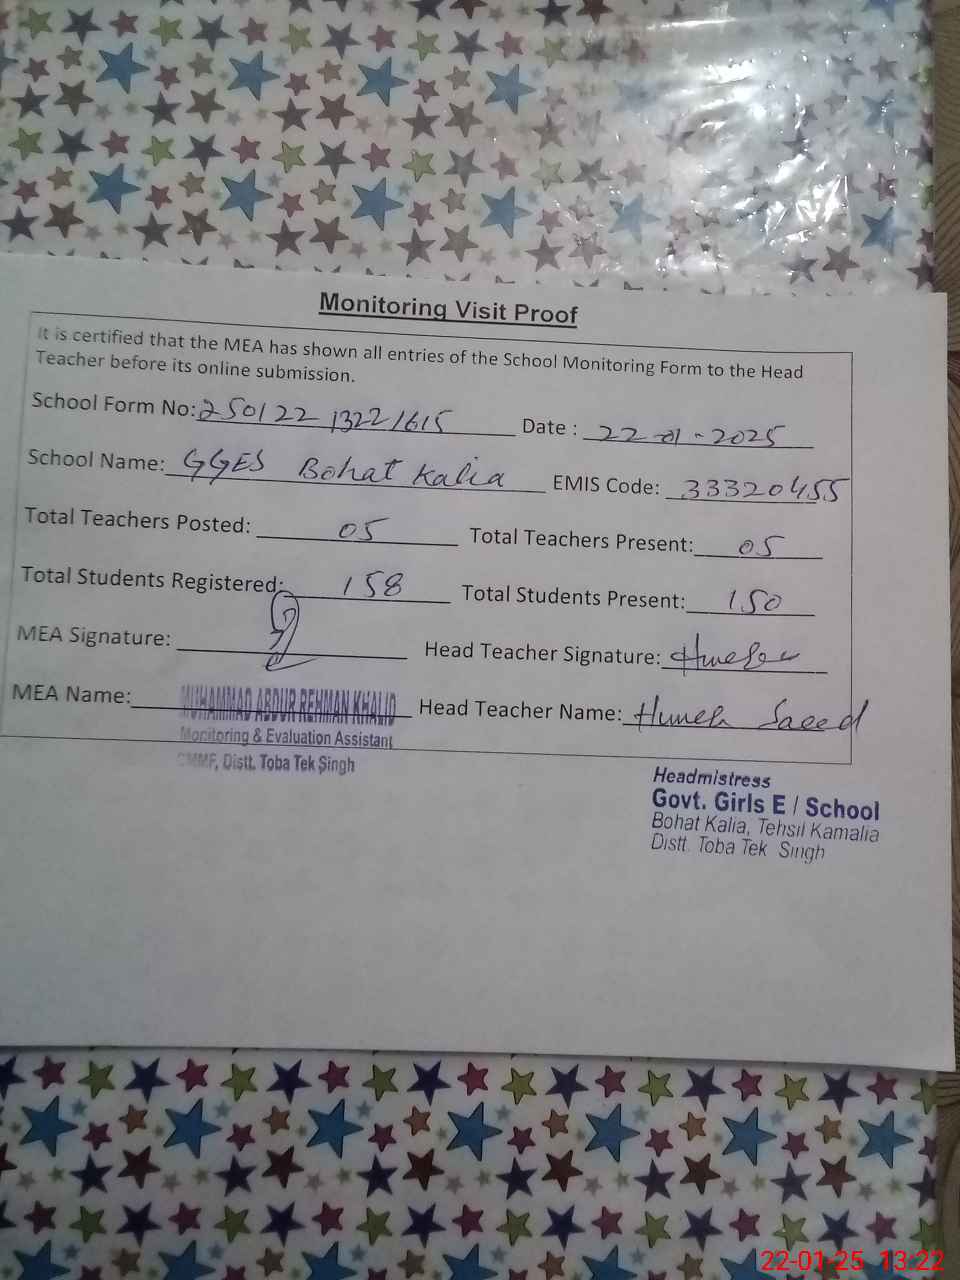 Monitoring Visit Proof
It is certified that the MEA has shown all entries of the School Monitoring Form to the Head
Teacher before its online submission.
School Form No: 250122 13221615 Date : 22-01-2025
School Name: GGES Bohat Kalia EMIS Code: 33320455
Total Teachers Posted: 05 Total Teachers Present: 05
Total Students Registered: 158 Total Students Present: 150
MEA Signature: Head Teacher Signature:
MEA Name: MUHAMMAD ABDUR REHMAN KHALID Head Teacher Name: Saeed
Monitoring & Evaluation Assistant
CMMF, Distt. Toba Tek Singh
Headmistress
Govt. Girls E / School
Bohat Kalia, Tehsil Kamalia
Distt. Toba Tek Singh
22-01-25 13:22